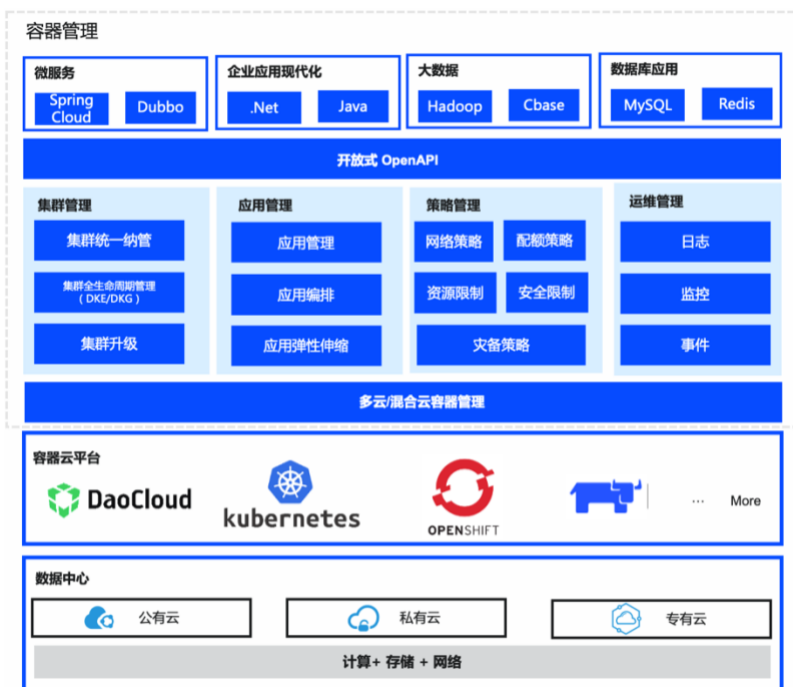 容器管理
微服务
Spring
Cloud
Dubbo
企业应用现代化
.Net
Java
大数据
Hadoop
Cbase
数据库应用
MySQL
Redis
开放式 OpenAPI
集群管理
集群统一纳管
集群全生命周期管理
（DKE/DKG）
集群升级
应用管理
应用管理
应用编排
应用弹性伸缩
策略管理
网络策略
配额策略
资源限制
安全限制
灾备策略
运维管理
日志
监控
事件
多云/混合云容器管理
容器云平台
DaoCloud
kubernetes
OPENSHIFT
... More
数据中心
公有云
私有云
专有云
计算+ 存储 + 网络